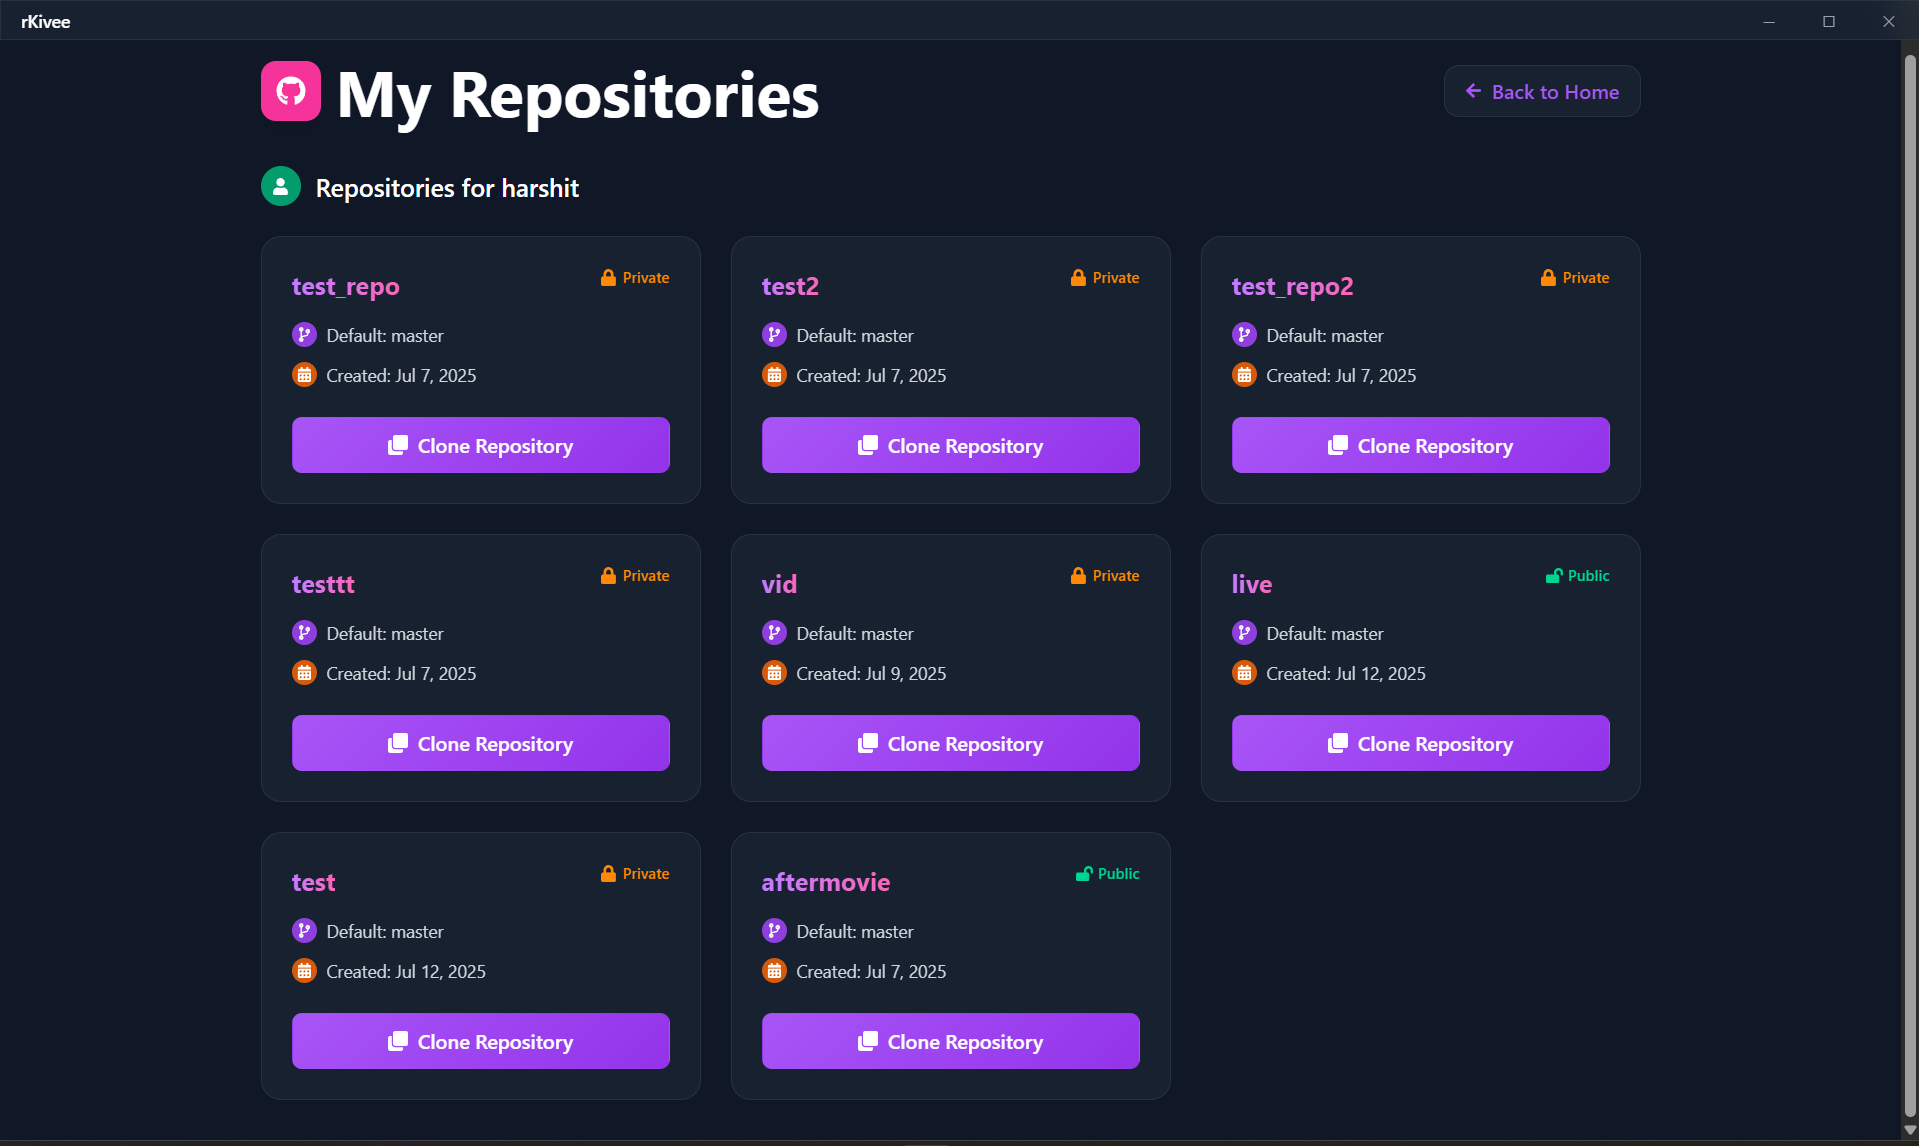 rKivee
My Repositories
Back to Home
Repositories for harshit
test_repo
Private
Default: master
Created: Jul 7, 2025
Clone Repository
test2
Private
Default: master
Created: Jul 7, 2025
Clone Repository
test_repo2
Private
Default: master
Created: Jul 7, 2025
Clone Repository
testtt
Private
Default: master
Created: Jul 7, 2025
Clone Repository
vid
Private
Default: master
Created: Jul 9, 2025
Clone Repository
live
Public
Default: master
Created: Jul 12, 2025
Clone Repository
test
Private
Default: master
Created: Jul 12, 2025
Clone Repository
aftermovie
Public
Default: master
Created: Jul 7, 2025
Clone Repository